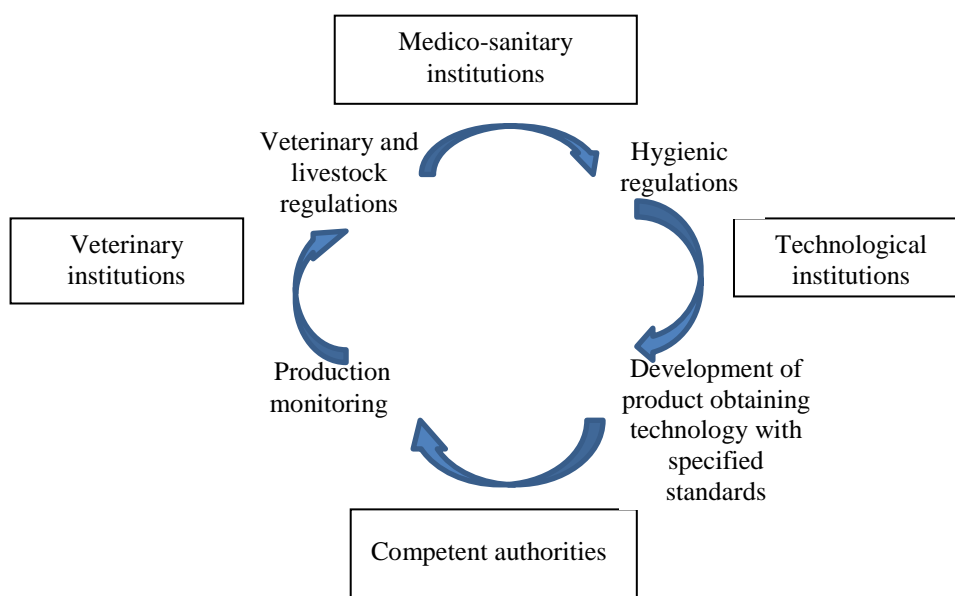 Medico-sanitary
institutions
Veterinary and
livestock
regulations
Hygienic
regulations
Veterinary
institutions
Technological
institutions
Production
monitoring
Development of
product obtaining
technology with
specified
standards
Competent authorities